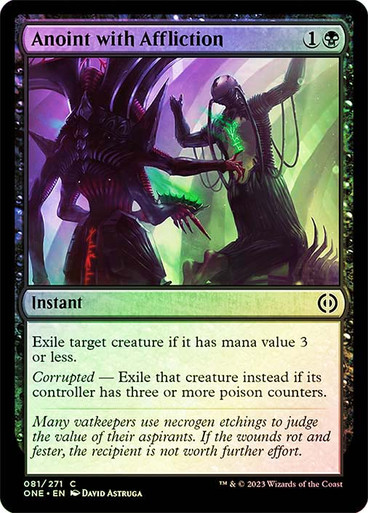 Anoint with Affliction 1
Instant
Exile target creature if it has mana value 3
or less.
Corrupted — Exile that creature instead if its
controller has three or more poison counters.
Many vatkeepers use necrogen etchings to judge
the value of their aspirants. If the wounds rot and
fester, the recipient is not worth further effort.
081/271 C
ONE • EN DAVID ASTRUGA
™ & © 2023 Wizards of the Coast